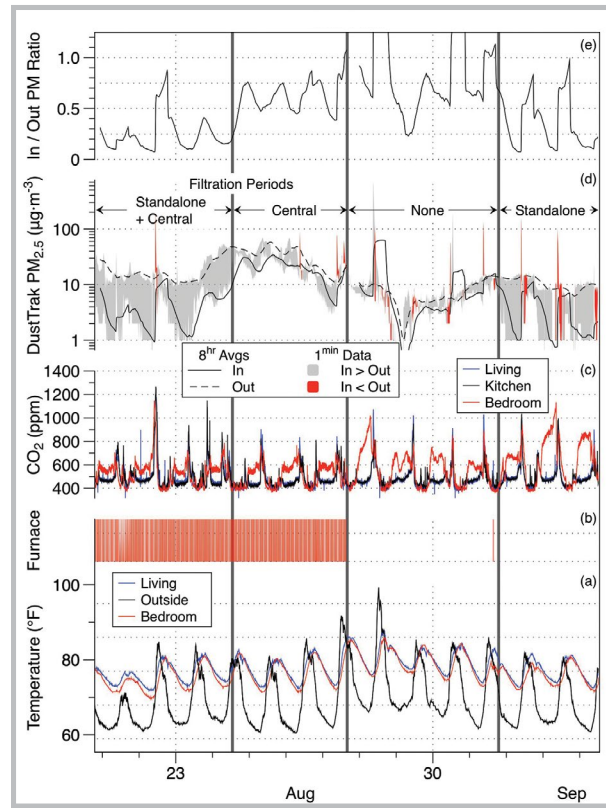 In / Out PM Ratio
1.0
0.5
0
(e)
DustTrak PM2.5 (µg·m-3)
100
10
1
(d)
Filtration Periods
Standalone
+ Central
Central
None
Standalone
8hr Avgs
In
Out
1min Data
In > Out
In < Out
CO2 (ppm)
1400
1200
1000
800
600
400
(c)
Living
Kitchen
Bedroom
Furnace
(b)
Temperature (°F)
100
80
60
(a)
Living
Outside
Bedroom
23
30
Aug
Sep